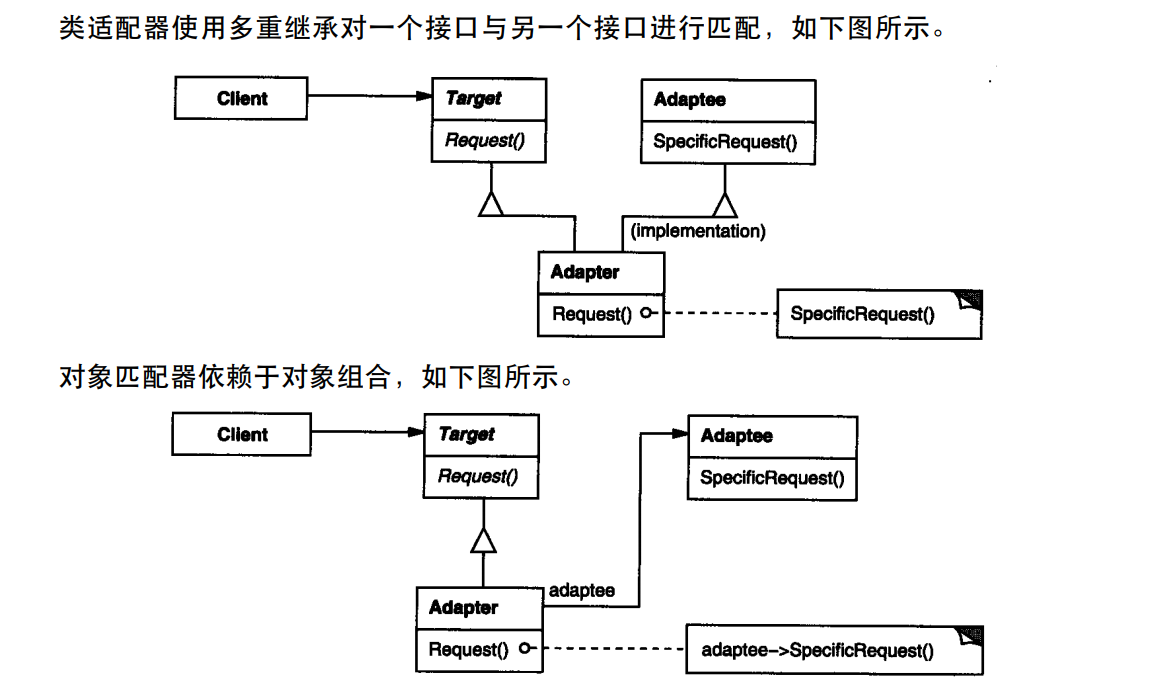 类适配器使用多重继承对一个接口与另一个接口进行匹配，如下图所示。
Client
Target
Adaptee
Request()
SpecificRequest()
(implementation)
Adapter
Request()
SpecificRequest()
对象匹配器依赖于对象组合，如下图所示。
Client
Target
Adaptee
Request()
SpecificRequest()
adaptee
Adapter
Request()
adaptee->SpecificRequest()